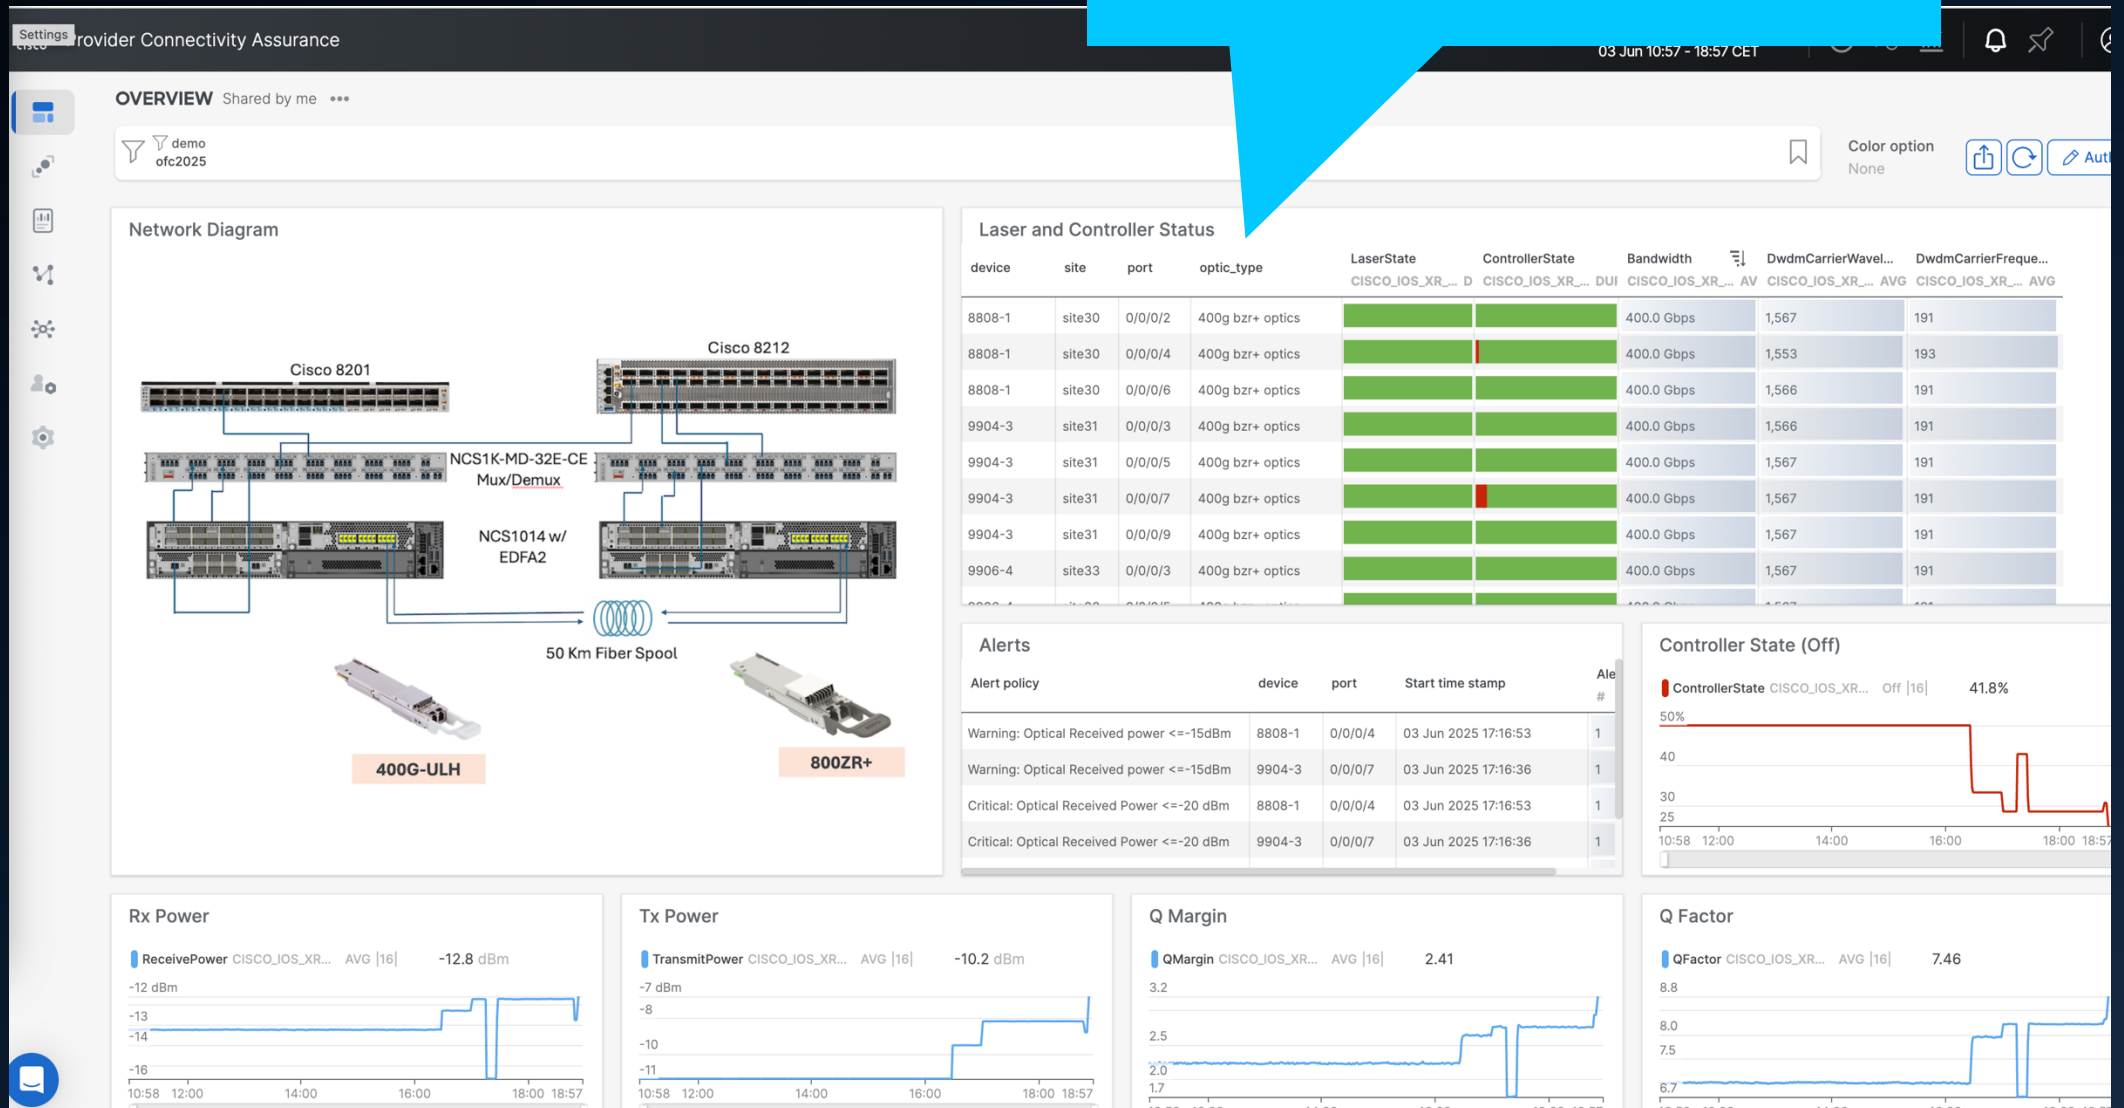 Settings
Provider Connectivity Assurance
03 Jun 10:57 - 18:57 CET
OVERVIEW Shared by me •••
demo
ofc2025
Color option
None
Network Diagram
Cisco 8201
Cisco 8212
NCS1K-MD-32E-CE
Mux/Demux
NCS1014 w/
EDFA2
50 Km Fiber Spool
400G-ULH
800ZR+
Laser and Controller Status
device site port optic_type LaserState ControllerState Bandwidth DwdmCarrierWavel... DwdmCarrierFreque...
CISCO_IOS_XR_... D CISCO_IOS_XR_... DUI CISCO_IOS_XR_... AV CISCO_IOS_XR_... AVG CISCO_IOS_XR_... AVG
8808-1 site30 0/0/0/2 400g bzr+ optics 400.0 Gbps 1,567 191
8808-1 site30 0/0/0/4 400g bzr+ optics 400.0 Gbps 1,553 193
8808-1 site30 0/0/0/6 400g bzr+ optics 400.0 Gbps 1,566 191
9904-3 site31 0/0/0/3 400g bzr+ optics 400.0 Gbps 1,566 191
9904-3 site31 0/0/0/5 400g bzr+ optics 400.0 Gbps 1,567 191
9904-3 site31 0/0/0/7 400g bzr+ optics 400.0 Gbps 1,567 191
9904-3 site31 0/0/0/9 400g bzr+ optics 400.0 Gbps 1,567 191
9906-4 site33 0/0/0/3 400g bzr+ optics 400.0 Gbps 1,567 191
Alerts
Alert policy device port Start time stamp Ale
#
Warning: Optical Received power <=-15dBm 8808-1 0/0/0/4 03 Jun 2025 17:16:53 1
Warning: Optical Received power <=-15dBm 9904-3 0/0/0/7 03 Jun 2025 17:16:36 1
Critical: Optical Received Power <=-20 dBm 8808-1 0/0/0/4 03 Jun 2025 17:16:53 1
Critical: Optical Received Power <=-20 dBm 9904-3 0/0/0/7 03 Jun 2025 17:16:36 1
Controller State (Off)
ControllerState CISCO_IOS_XR... Off |16| 41.8%
50%
40
30
25
10:58 12:00 14:00 16:00 18:00 18:57
Rx Power
ReceivePower CISCO_IOS_XR... AVG |16| -12.8 dBm
-12 dBm
-13
-14
-16
10:58 12:00 14:00 16:00 18:00 18:57
Tx Power
TransmitPower CISCO_IOS_XR... AVG |16| -10.2 dBm
-7 dBm
-8
-10
-11
10:58 12:00 14:00 16:00 18:00 18:57
Q Margin
QMargin CISCO_IOS_XR... AVG |16| 2.41
3.2
2.5
2.0
1.7
Q Factor
QFactor CISCO_IOS_XR... AVG |16| 7.46
8.8
8.0
7.5
6.7